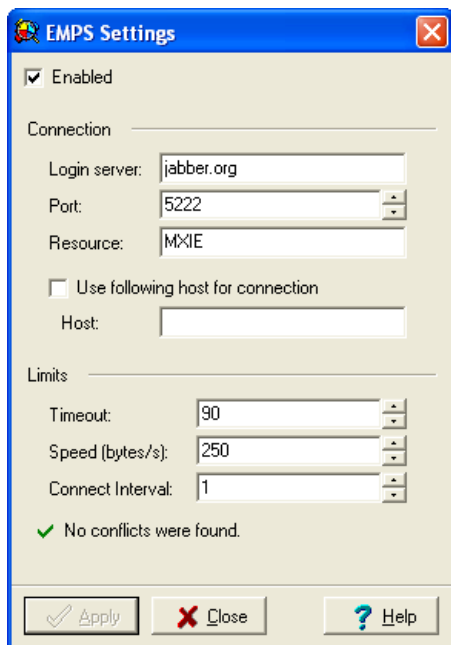 EMPS Settings
Enabled
Connection
Login server: jabber.org
Port: 5222
Resource: MXIE
Use following host for connection
Host:
Limits
Timeout: 90
Speed (bytes/s): 250
Connect Interval: 1
No conflicts were found.
Apply Close Help